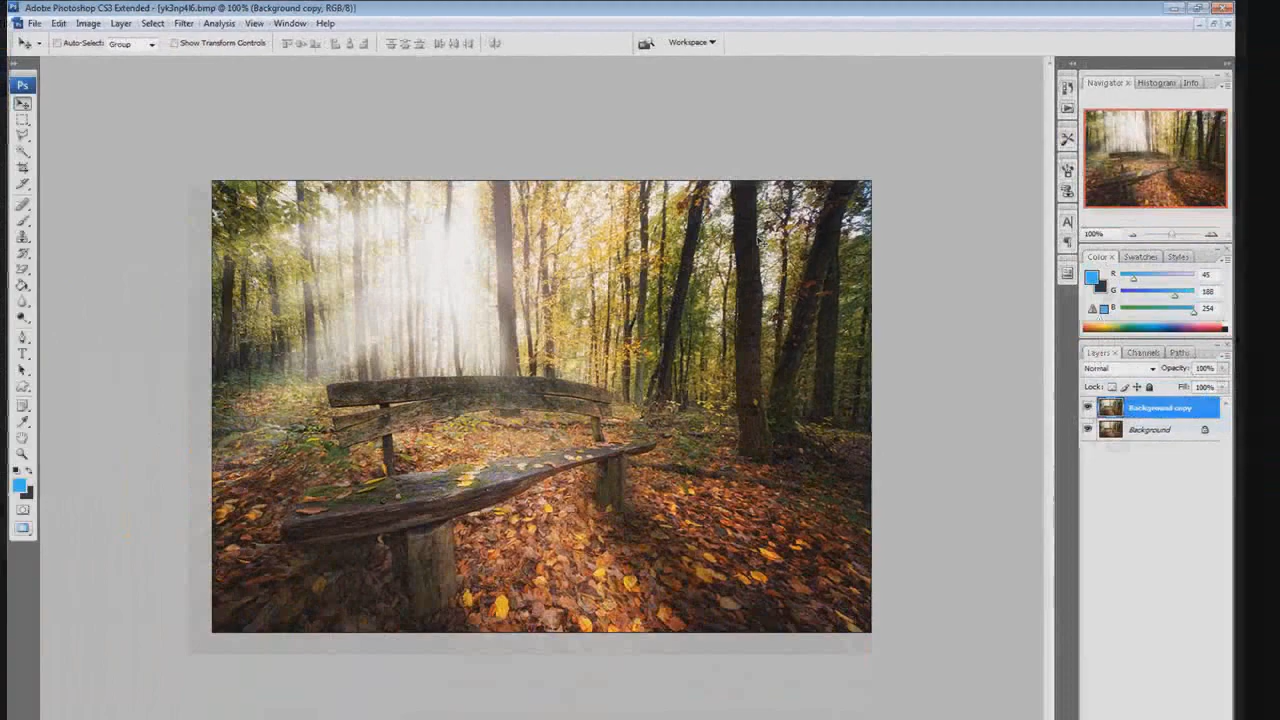 Adobe Photoshop CS3 Extended - [yk3np4l6.bmp @ 100% (Background copy, RGB/8)]
File Edit Image Layer Select Filter Analysis View Window Help
Auto-Select: Group Show Transform Controls Workspace
Ps
Navigator x Histogram Info
100%
Color x Swatches Styles
R 45
G 188
B 254
Layers x Channels Paths
Normal Opacity: 100%
Lock: Fill: 100%
Background copy
Background